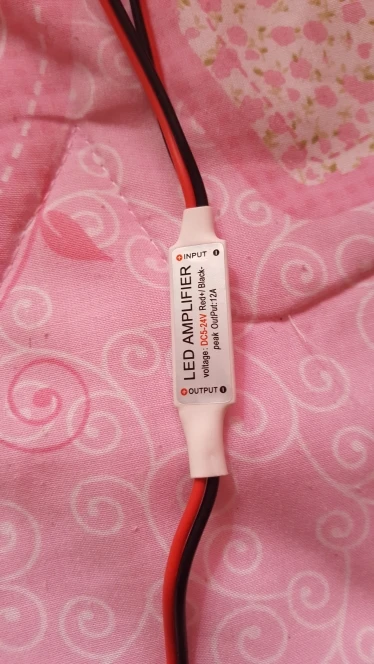 + INPUT -
LED AMPLIFIER
voltage: DC5-24V Red+/ Black-
peak OutPut:12A
+ OUTPUT -